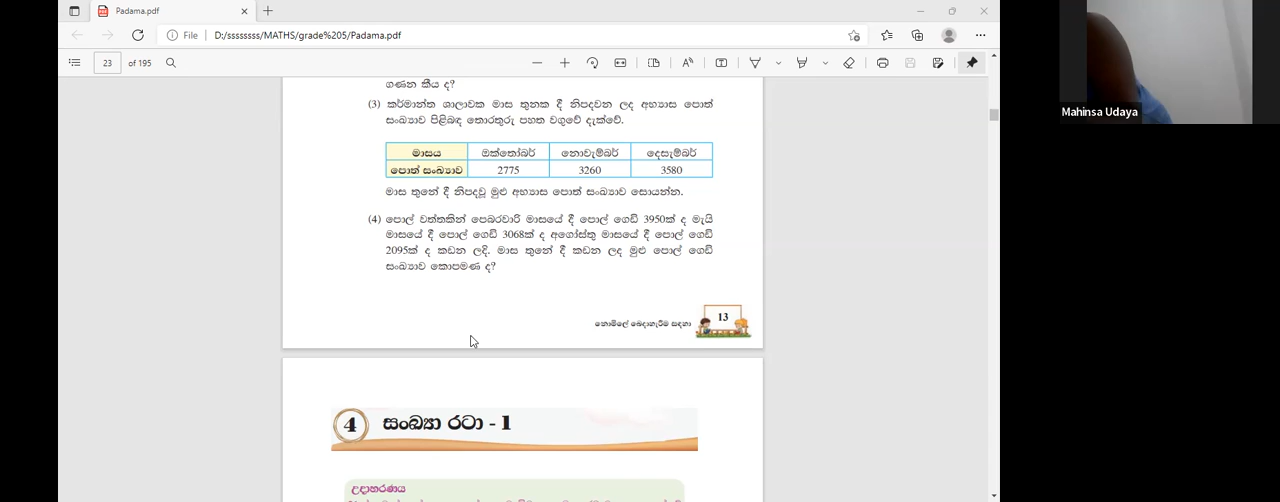 Padama.pdf
File D:/ssssssss/MATHS/grade%205/Padama.pdf
23 of 195
ගණන කීය ද?
(3) කර්මාන්ත ශාලාවක මාස තුනක දී නිපදවන ලද අභ්‍යාස පොත්
සංඛ්‍යාව පිළිබඳ තොරතුරු පහත වගුවේ දැක්වේ.
මාසය ඔක්තෝබර් නොවැම්බර් දෙසැම්බර්
පොත් සංඛ්‍යාව 2775 3260 3580
මාස තුනේ දී නිපදවූ මුළු අභ්‍යාස පොත් සංඛ්‍යාව සොයන්න.
(4) පොල් වත්තකින් පෙබරවාරි මාසයේ දී පොල් ගෙඩි 3950ක් ද මැයි
මාසයේ දී පොල් ගෙඩි 3068ක් ද අගෝස්තු මාසයේ දී පොල් ගෙඩි
2095ක් ද කඩන ලදි. මාස තුනේ දී කඩන ලද මුළු පොල් ගෙඩි
සංඛ්‍යාව කොපමණ ද?
නොමිලේ බෙදාහැරීම සඳහා 13
4 සංඛ්‍යා රටා - 1
උදාහරණය
Mahinsa Udaya